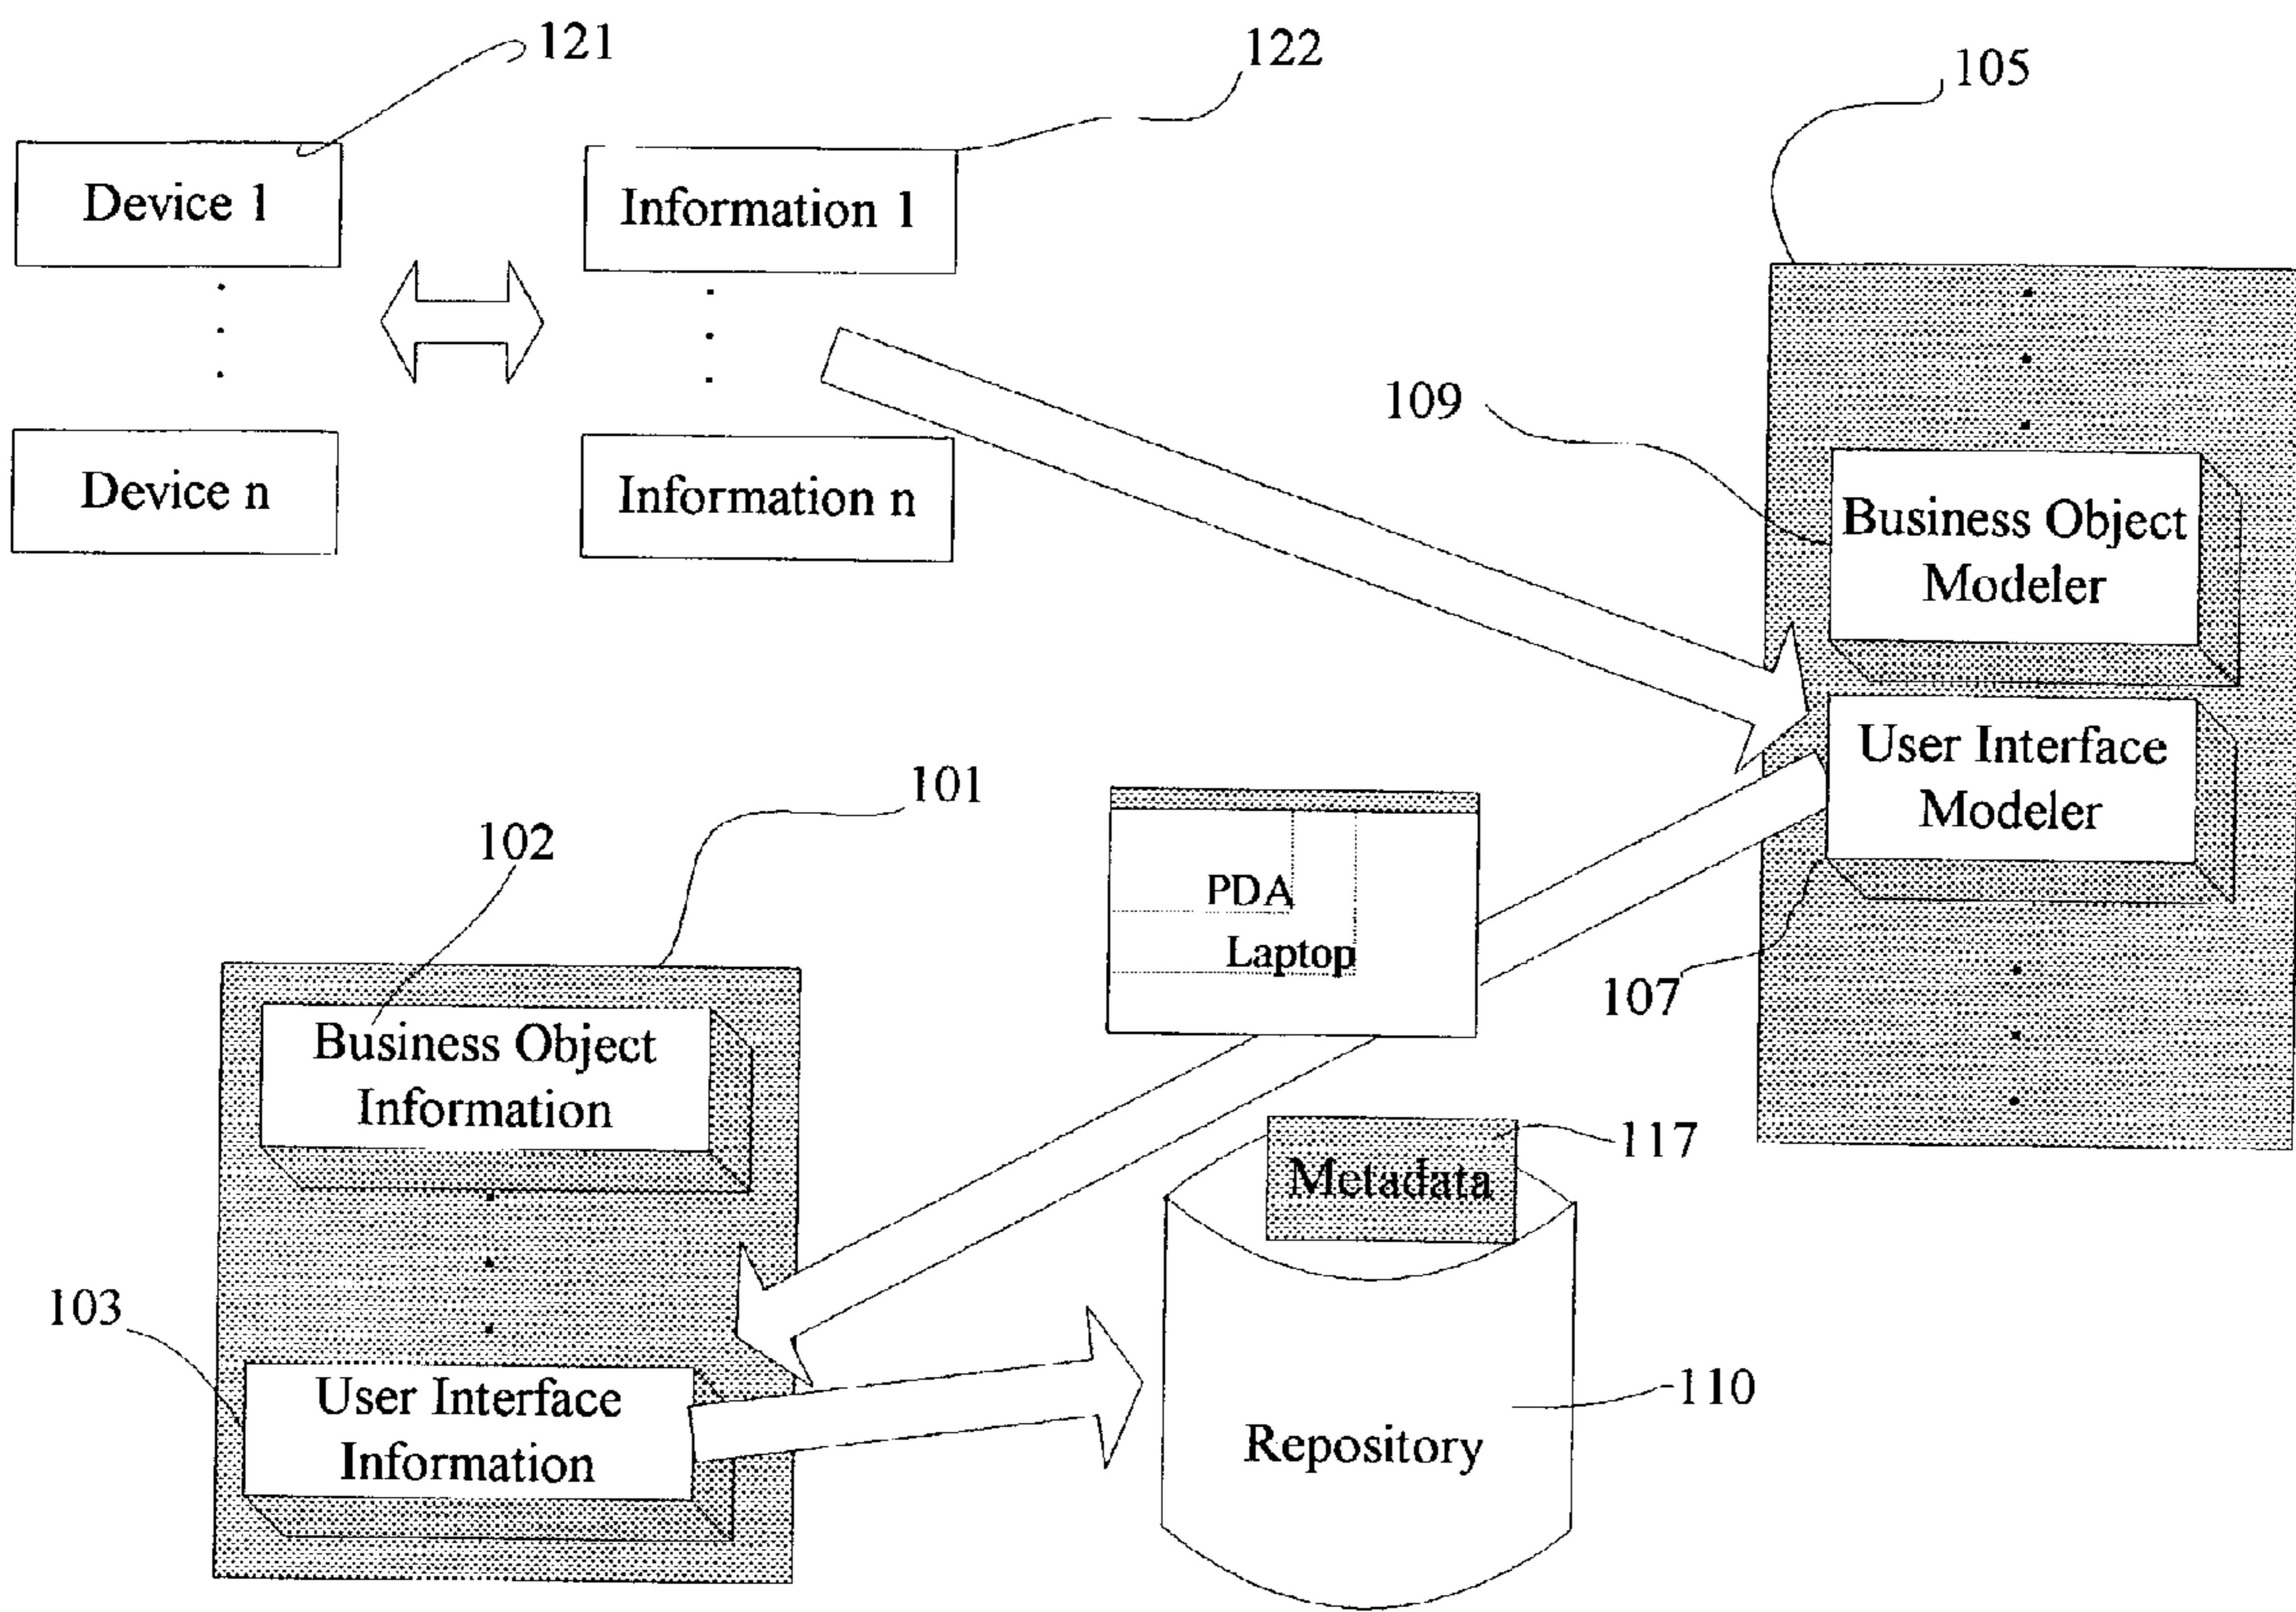 121
122
105
Device 1
Information 1
109
Device n
Information n
Business Object
Modeler
User Interface
Modeler
101
102
PDA
Laptop
107
Business Object
Information
117
Metadata
103
User Interface
Information
110
Repository